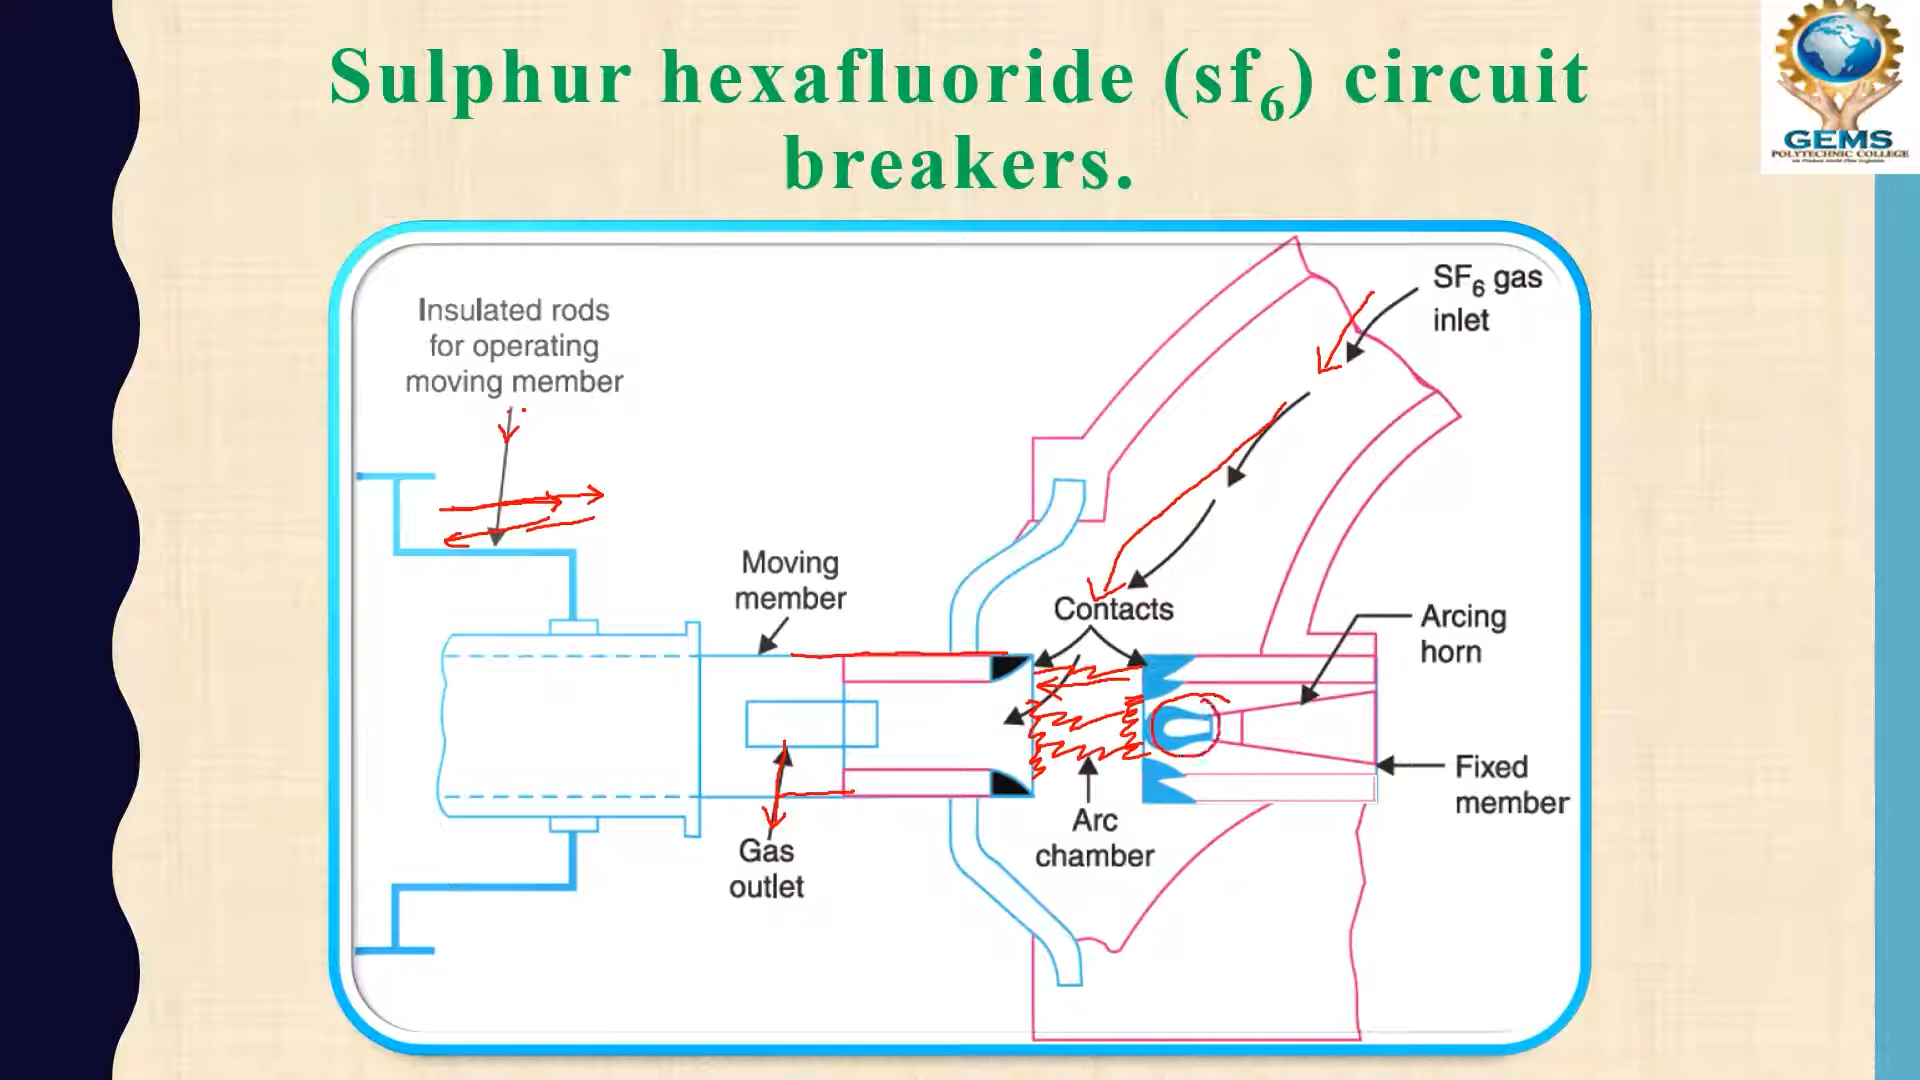 Sulphur hexafluoride (sf₆) circuit
breakers.
GEMS
POLYTECHNIC COLLEGE
Insulated rods
for operating
moving member
SF₆ gas
inlet
Moving
member
Contacts
Arcing
horn
Fixed
member
Arc
chamber
Gas
outlet